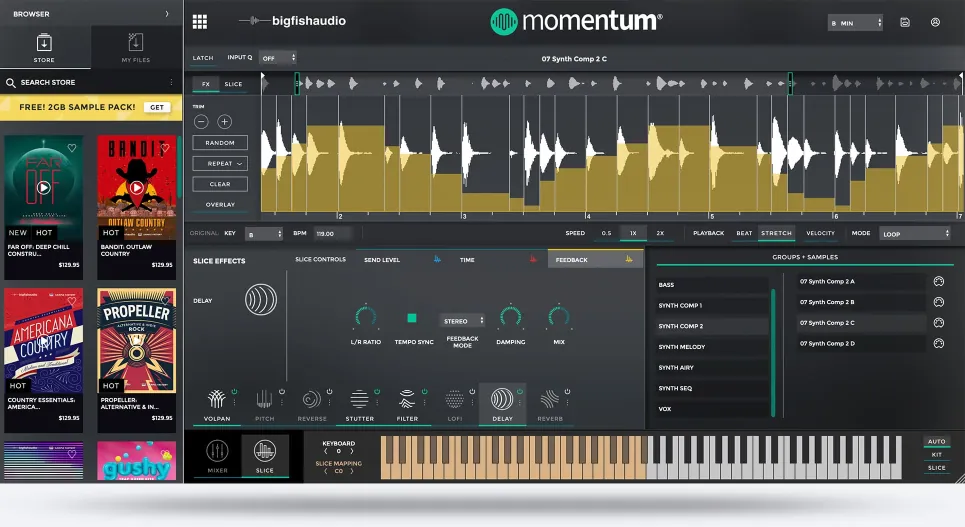 BROWSER
STORE
MY FILES
SEARCH STORE
FREE! 2GB SAMPLE PACK!
GET
FAR
OFF
NEW
HOT
FAR OFF: DEEP CHILL
CONSTRU...
$129.95
BANDIT
OUTLAW COUNTRY
HOT
BANDIT: OUTLAW
COUNTRY
$129.95
bigfishaudio
AMERICANA
COUNTRY
HOT
COUNTRY ESSENTIALS:
AMERICA...
$129.95
PROPELLER
ALTERNATIVE & INDIE
ROCK
HOT
PROPELLER:
ALTERNATIVE & IN...
$129.95
bigfishaudio
gushy
bigfishaudio
momentum®
B MIN
LATCH
INPUT Q
OFF
07 Synth Comp 2 C
FX
SLICE
TRIM
RANDOM
REPEAT
CLEAR
OVERLAY
2
3
4
5
6
7
ORIGINAL:
KEY
B
BPM
119.00
SPEED
0.5
1X
2X
PLAYBACK
BEAT
STRETCH
VELOCITY
MODE
LOOP
SLICE EFFECTS
SLICE CONTROLS
SEND LEVEL
TIME
FEEDBACK
DELAY
L/R RATIO
TEMPO SYNC
STEREO
FEEDBACK
MODE
DAMPING
MIX
VOLPAN
PITCH
REVERSE
STUTTER
FILTER
LOFI
DELAY
REVERB
GROUPS + SAMPLES
BASS
SYNTH COMP 1
SYNTH COMP 2
SYNTH MELODY
SYNTH AIRY
SYNTH SEQ
VOX
07 Synth Comp 2 A
07 Synth Comp 2 B
07 Synth Comp 2 C
07 Synth Comp 2 D
MIXER
SLICE
KEYBOARD
0
SLICE MAPPING
C0
AUTO
KIT
SLICE